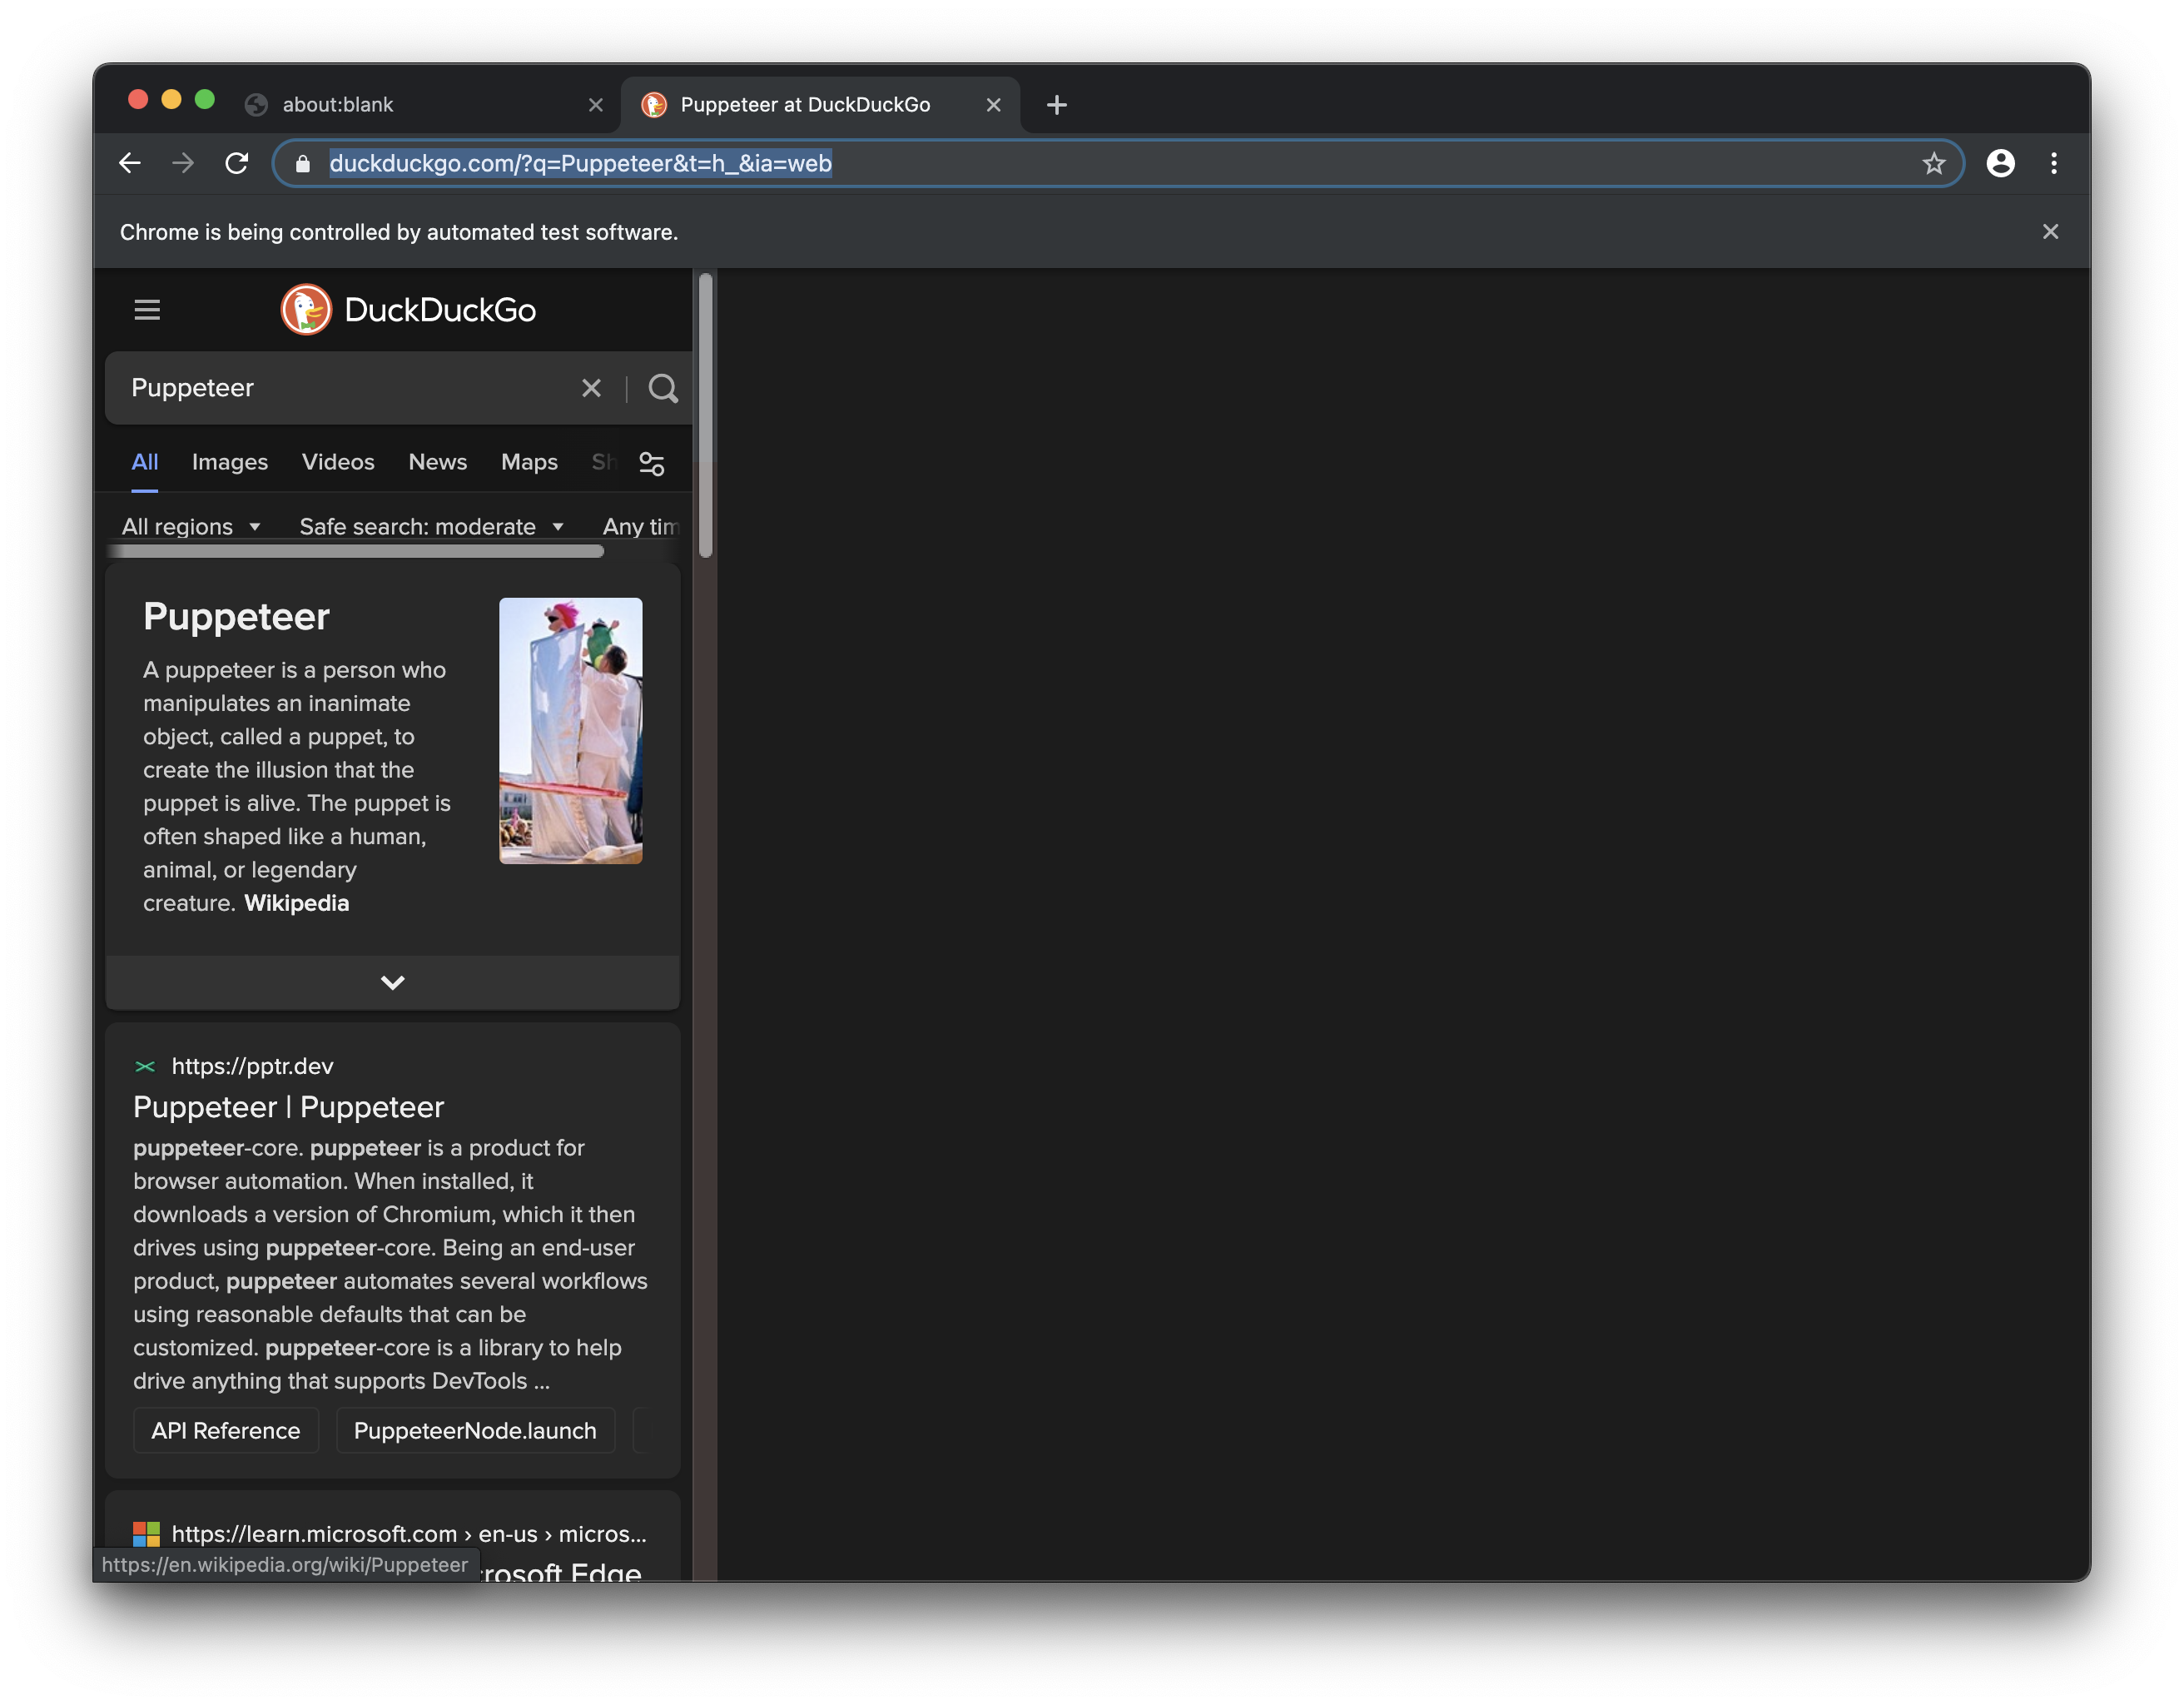 about:blank
Puppeteer at DuckDuckGo
duckduckgo.com/?q=Puppeteer&t=h_&ia=web
Chrome is being controlled by automated test software.
DuckDuckGo
Puppeteer
All Images Videos News Maps Sh
All regions Safe search: moderate Any tim
Puppeteer
A puppeteer is a person who
manipulates an inanimate
object, called a puppet, to
create the illusion that the
puppet is alive. The puppet is
often shaped like a human,
animal, or legendary
creature. Wikipedia
https://pptr.dev
Puppeteer | Puppeteer
puppeteer-core. puppeteer is a product for
browser automation. When installed, it
downloads a version of Chromium, which it then
drives using puppeteer-core. Being an end-user
product, puppeteer automates several workflows
using reasonable defaults that can be
customized. puppeteer-core is a library to help
drive anything that supports DevTools ...
API Reference PuppeteerNode.launch
https://learn.microsoft.com › en-us › micros...
https://en.wikipedia.org/wiki/Puppeteer
rosoft Edge